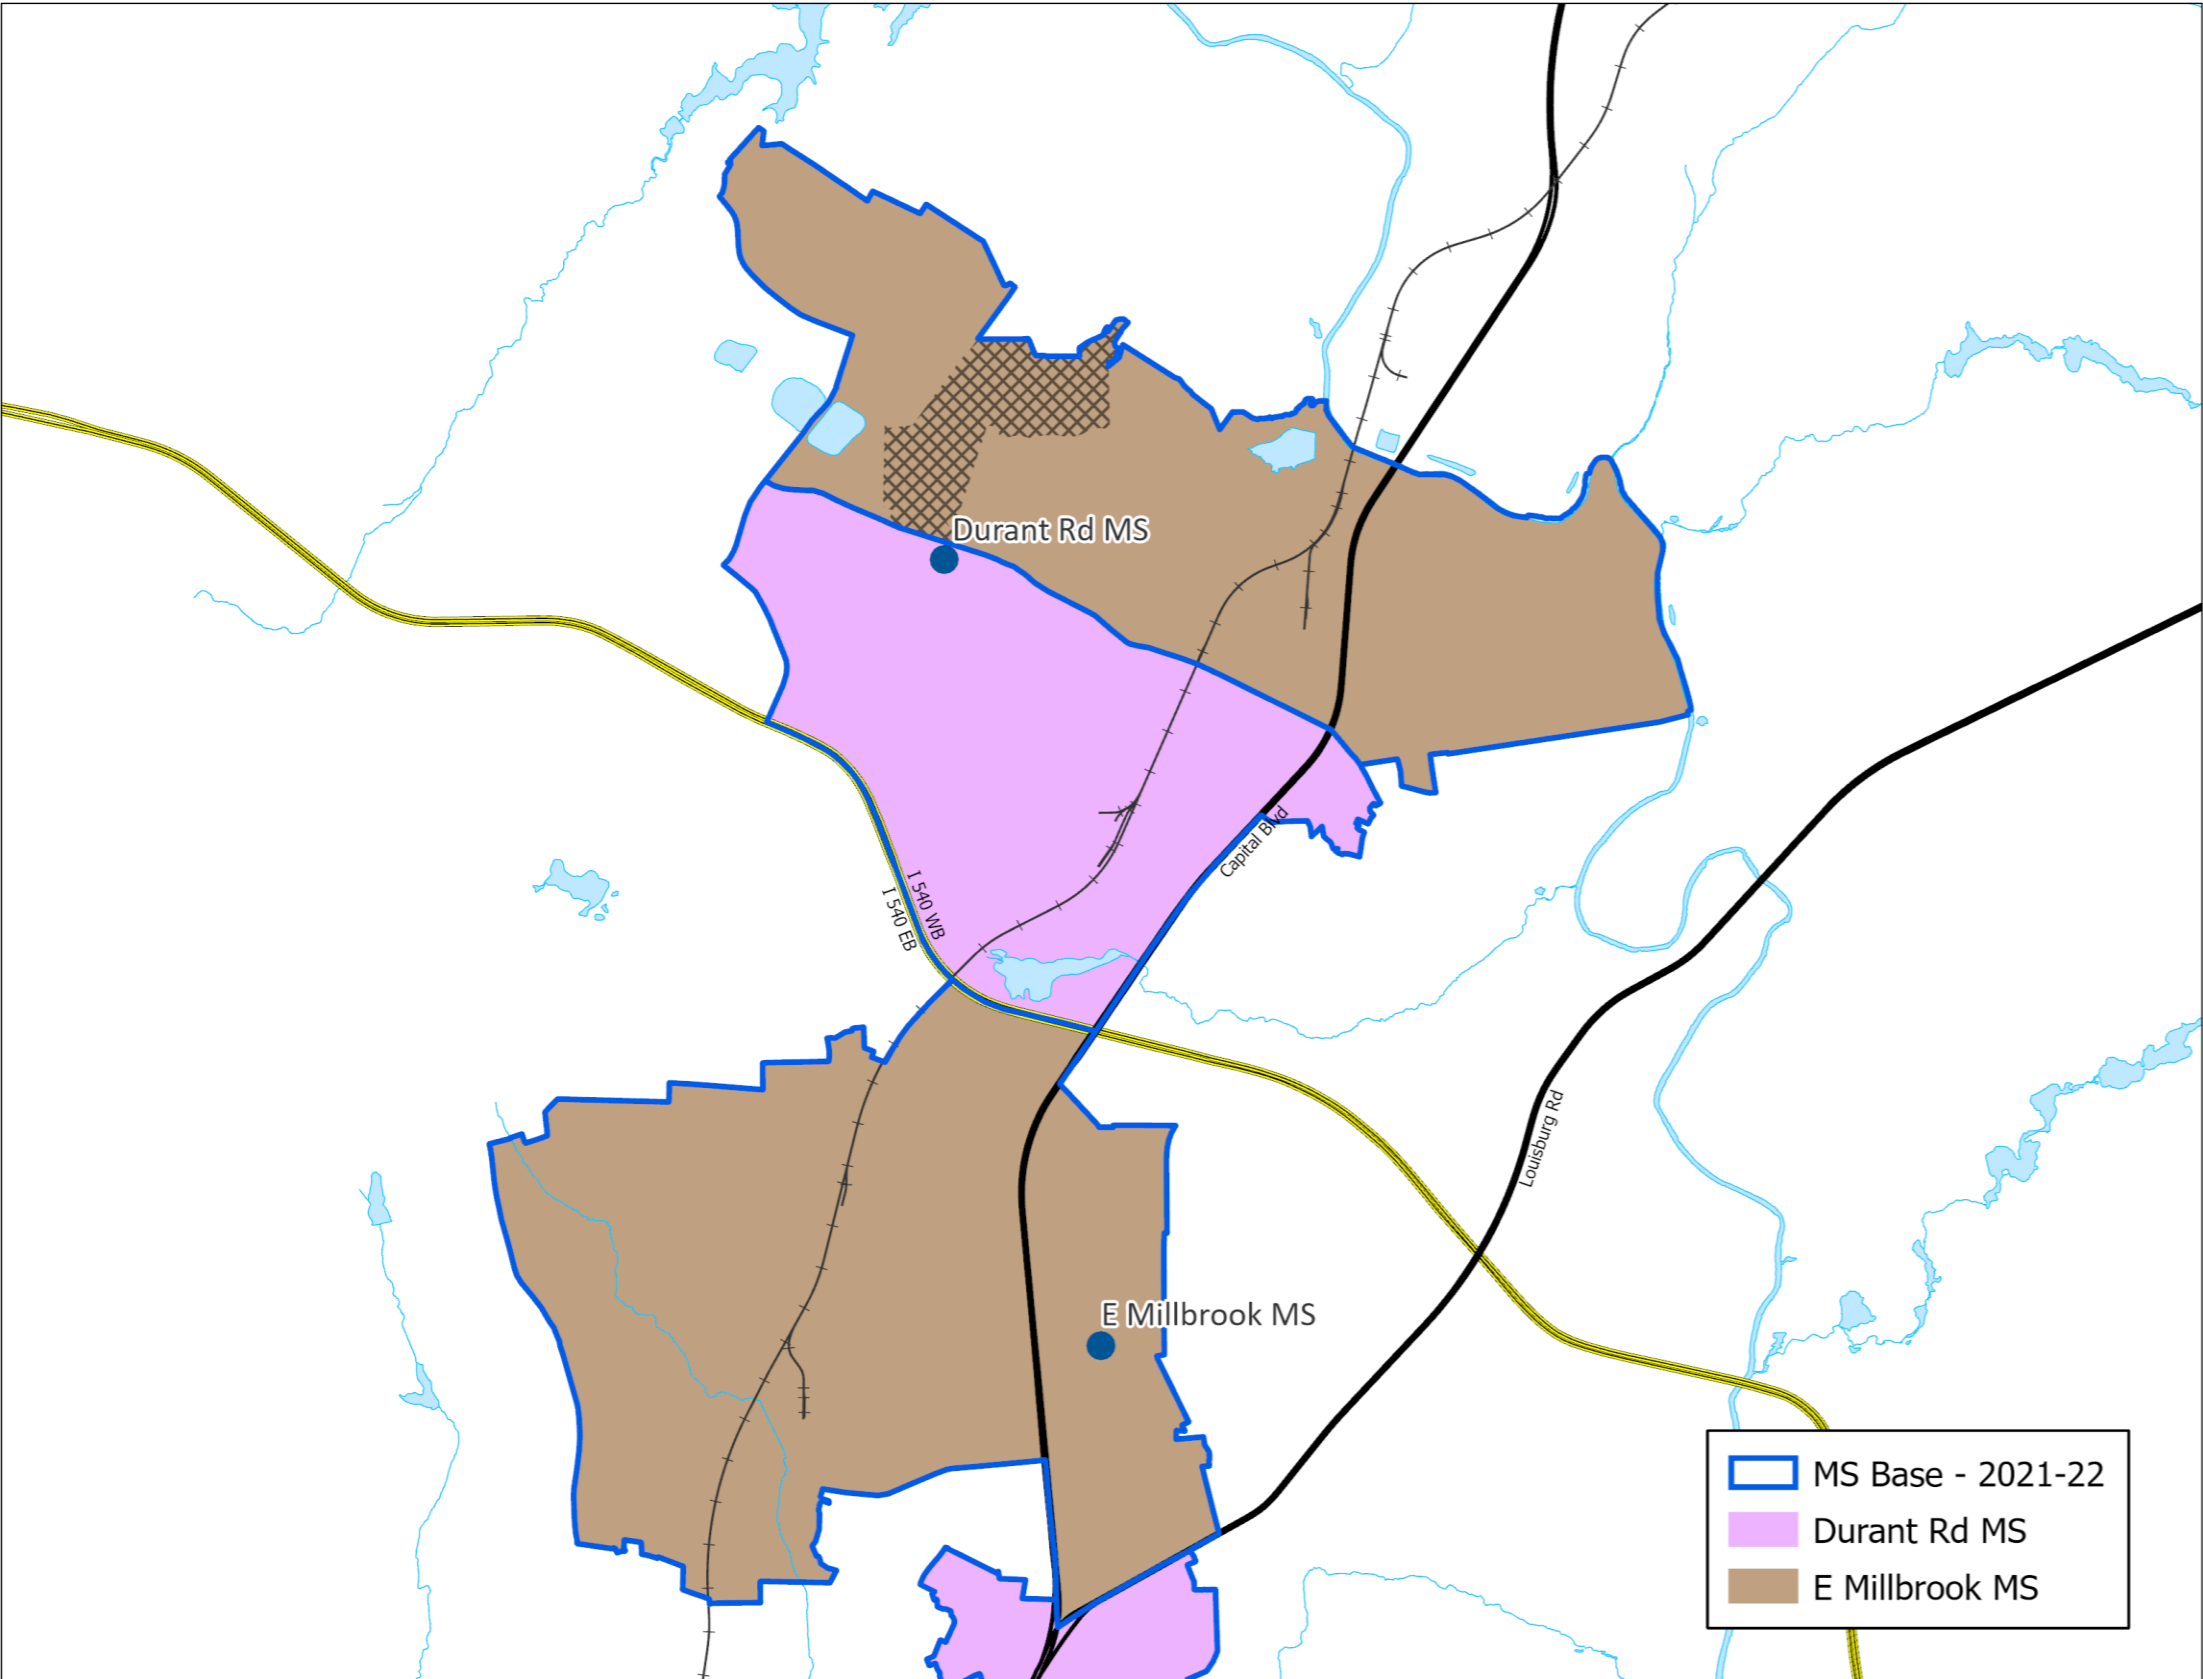 Durant Rd MS
Capital Blvd
I 540 WB
I 540 EB
Louisburg Rd
E Millbrook MS
MS Base - 2021-22
Durant Rd MS
E Millbrook MS